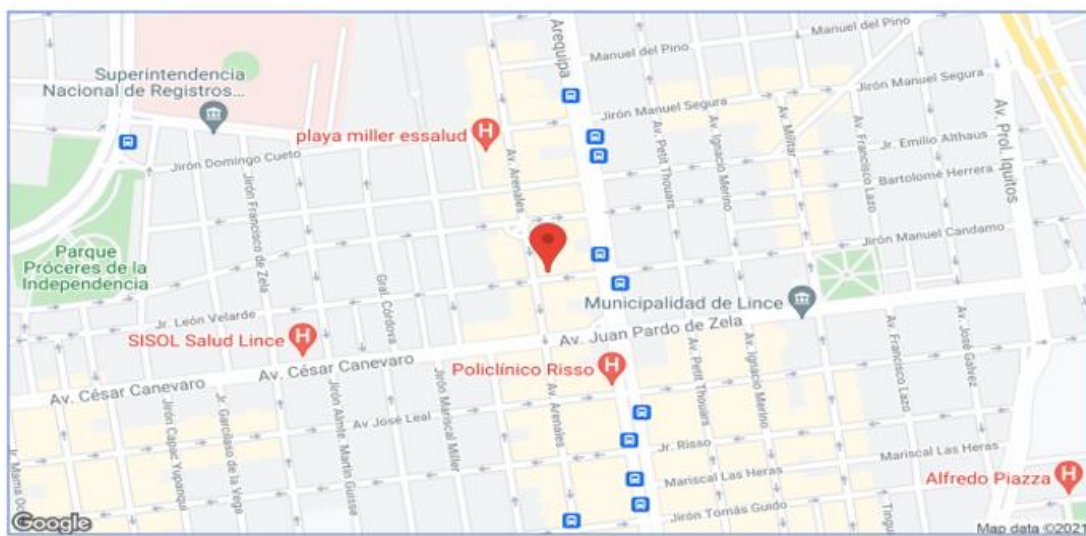 Manuel del Pino
Arequipa
Superintendencia
Nacional de Registros...
Jirón Manuel Segura
Jirón Manuel Segura
playa miller essalud
Av. Prol. Iquitos
Av. Petit Thouars
Av. Ignacio Merino
Av. Militar
Av. Francisco Lazo
Jr. Emilio Althaus
Jirón Domingo Cueto
Bartolomé Herrera
Av. Arenales
Jirón Francisco de Zela
Jirón Manuel Candamo
Parque
Próceres de la
Independencia
Gral. Córdova
Municipalidad de Lince
Jr. León Velarde
SISOL Salud Lince
Av. Juan Pardo de Zela
Av. César Canevaro
Av. César Canevaro
Policlínico Risso
Av. Petit Thouars
Av. Ignacio Merino
Av. Francisco Lazo
Av. José Galvez
Jirón Capac Yupanqui
Jr. Garcilaso de la Vega
Jirón Almte. Martín Guisse
Av José Leal
Jirón Mariscal Miller
Av. Arenales
Jr. Risso
Mariscal Las Heras
Mariscal Las Heras
Alfredo Piazza
Jr. Mama Oc
Jirón Tomás Guido
Tingu
Google
Map data ©2021